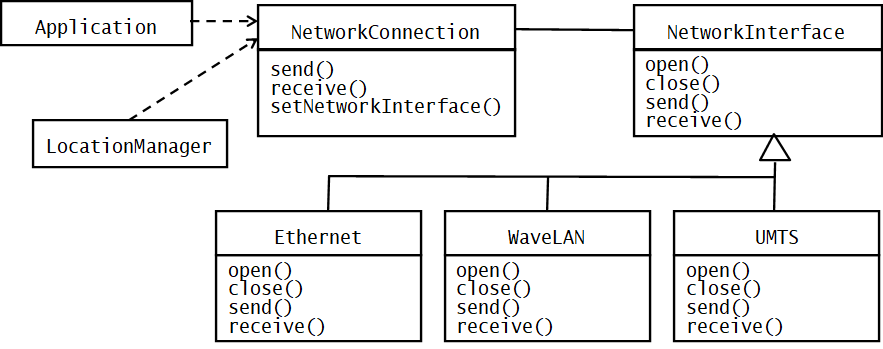 Application
NetworkConnection
send()
receive()
setNetworkInterface()
NetworkInterface
open()
close()
send()
receive()
LocationManager
Ethernet
open()
close()
send()
receive()
WaveLAN
open()
close()
send()
receive()
UMTS
open()
close()
send()
receive()